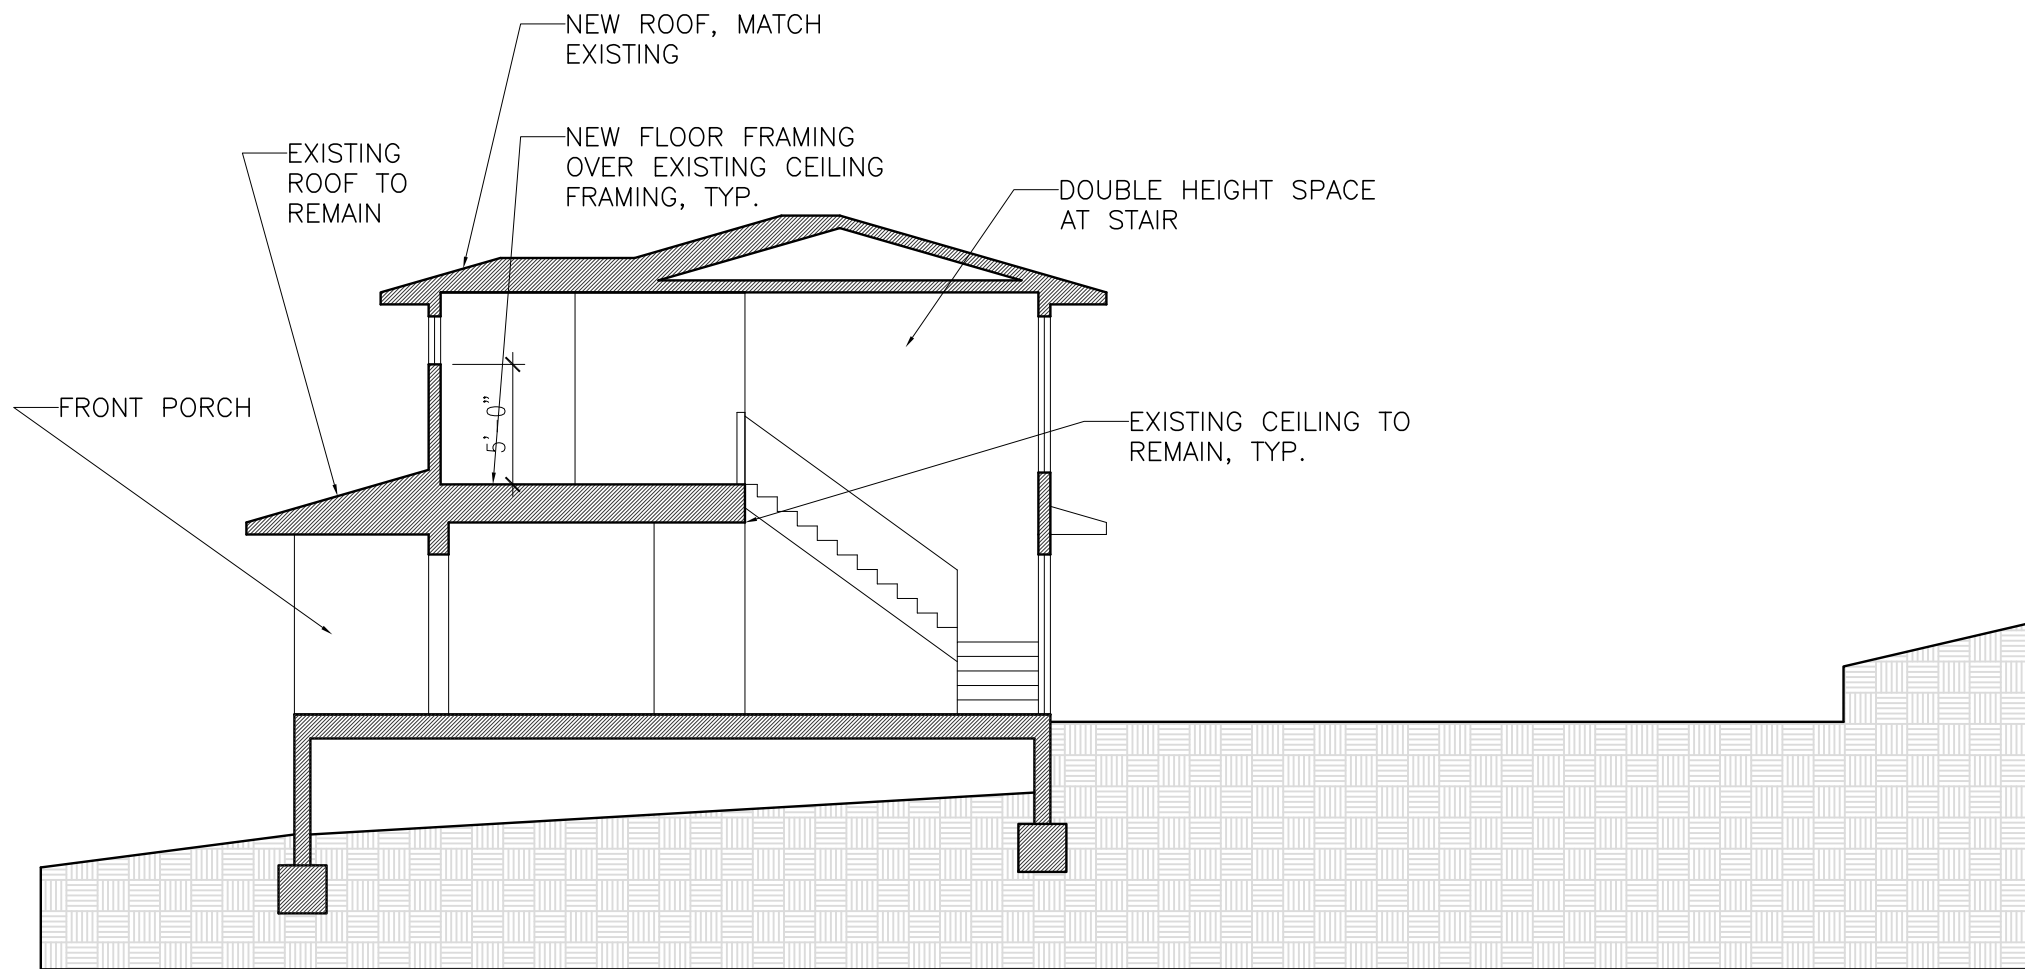 NEW ROOF, MATCH
EXISTING
NEW FLOOR FRAMING
OVER EXISTING CEILING
FRAMING, TYP.
EXISTING
ROOF TO
REMAIN
DOUBLE HEIGHT SPACE
AT STAIR
FRONT PORCH
5'-0"
EXISTING CEILING TO
REMAIN, TYP.